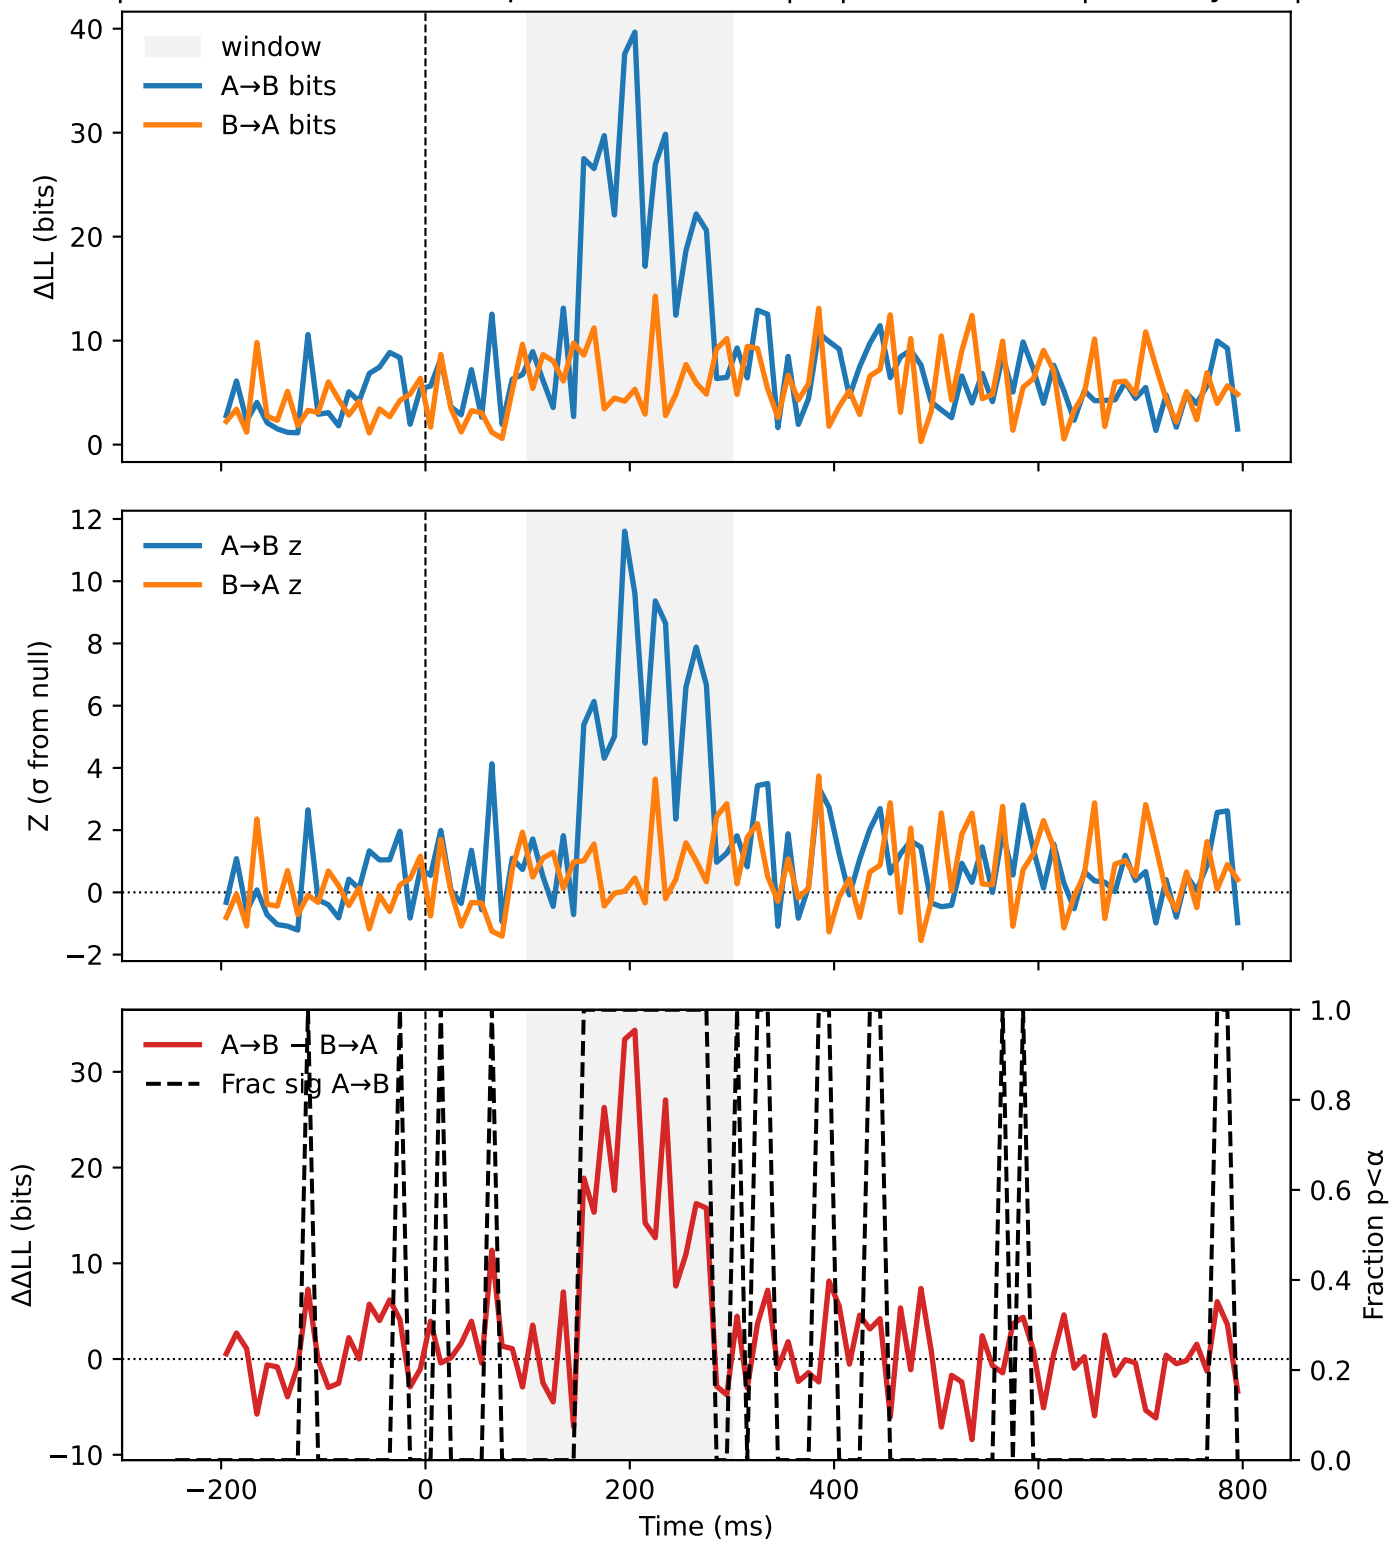 40
30
20
10
0
ΔLL (bits)
window
A→B bits
B→A bits
12
10
8
6
4
2
0
−2
Z (σ from null)
A→B z
B→A z
30
20
10
0
−10
ΔΔLL (bits)
A→B − B→A
Frac sig A→B
1.0
0.8
0.6
0.4
0.2
0.0
Fraction p<α
−200 0 200 400 600 800
Time (ms)